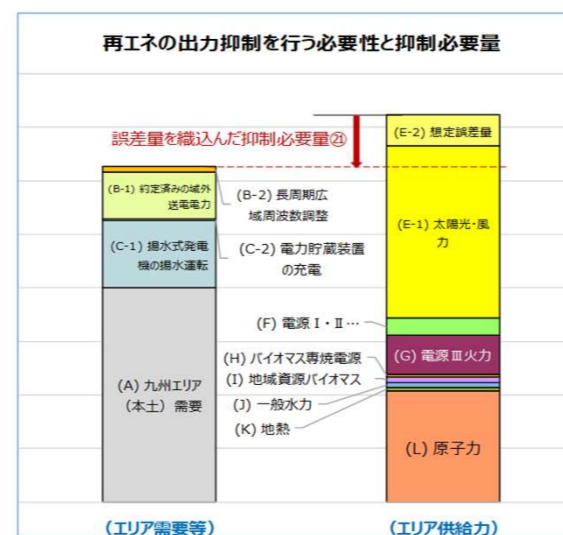 再エネの出力抑制を行う必要性と抑制必要量
誤差量を織込んだ抑制必要量㉑
(B-1) 約定済みの域外
送電電力
(B-2) 長周期広
域周波数調整
(C-1) 揚水式発電
機の揚水運転
(C-2) 電力貯蔵装置
の充電
(A) 九州エリア
(本土) 需要
(エリア需要等)
(E-2) 想定誤差量
(E-1) 太陽光・風
力
(F) 電源Ⅰ・Ⅱ…
(G) 電源Ⅲ火力
(H) バイオマス専焼電源
(I) 地域資源バイオマス
(J) 一般水力
(K) 地熱
(L) 原子力
(エリア供給力)